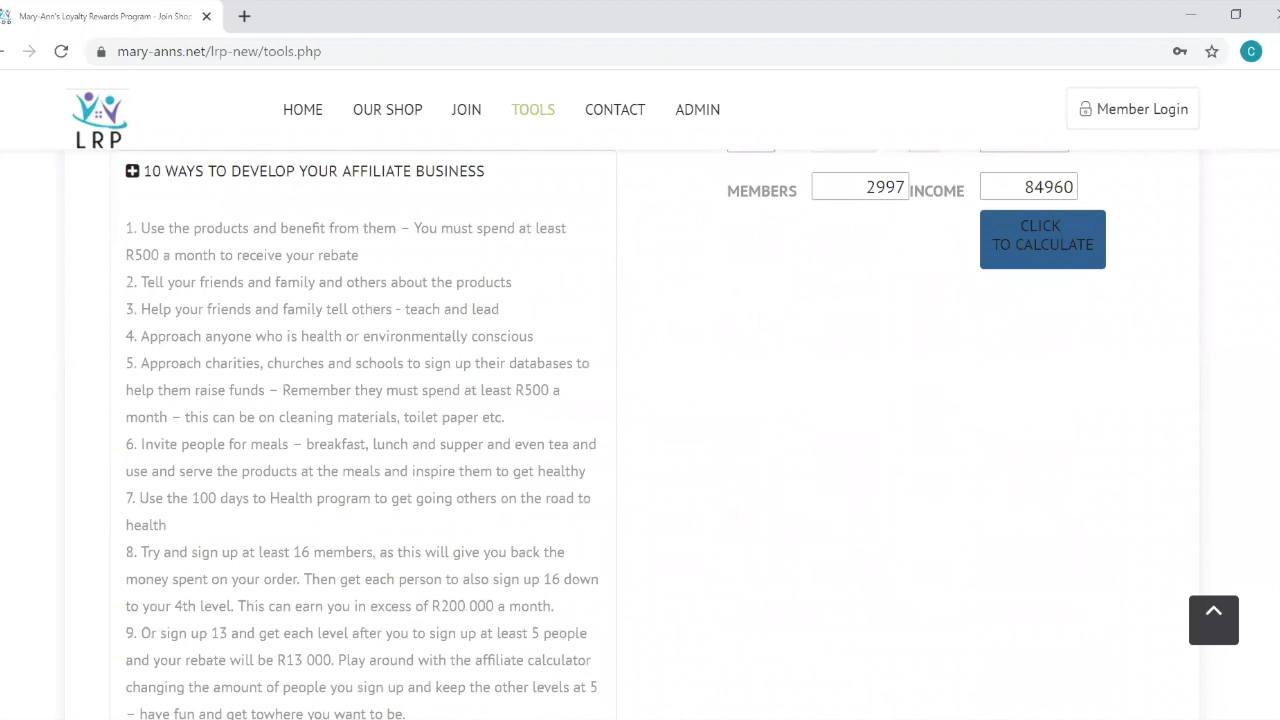 Mary-Ann's Loyalty Rewards Program - Join Shop
mary-anns.net/lrp-new/tools.php
C
LRP
HOME OUR SHOP JOIN TOOLS CONTACT ADMIN
Member Login
10 WAYS TO DEVELOP YOUR AFFILIATE BUSINESS
1. Use the products and benefit from them – You must spend at least
R500 a month to receive your rebate
2. Tell your friends and family and others about the products
3. Help your friends and family tell others - teach and lead
4. Approach anyone who is health or environmentally conscious
5. Approach charities, churches and schools to sign up their databases to
help them raise funds – Remember they must spend at least R500 a
month – this can be on cleaning materials, toilet paper etc.
6. Invite people for meals – breakfast, lunch and supper and even tea and
use and serve the products at the meals and inspire them to get healthy
7. Use the 100 days to Health program to get going others on the road to
health
8. Try and sign up at least 16 members, as this will give you back the
money spent on your order. Then get each person to also sign up 16 down
to your 4th level. This can earn you in excess of R200 000 a month.
9. Or sign up 13 and get each level after you to sign up at least 5 people
and your rebate will be R13 000. Play around with the affiliate calculator
changing the amount of people you sign up and keep the other levels at 5
– have fun and get towhere you want to be.
MEMBERS 2997 INCOME 84960
CLICK
TO CALCULATE